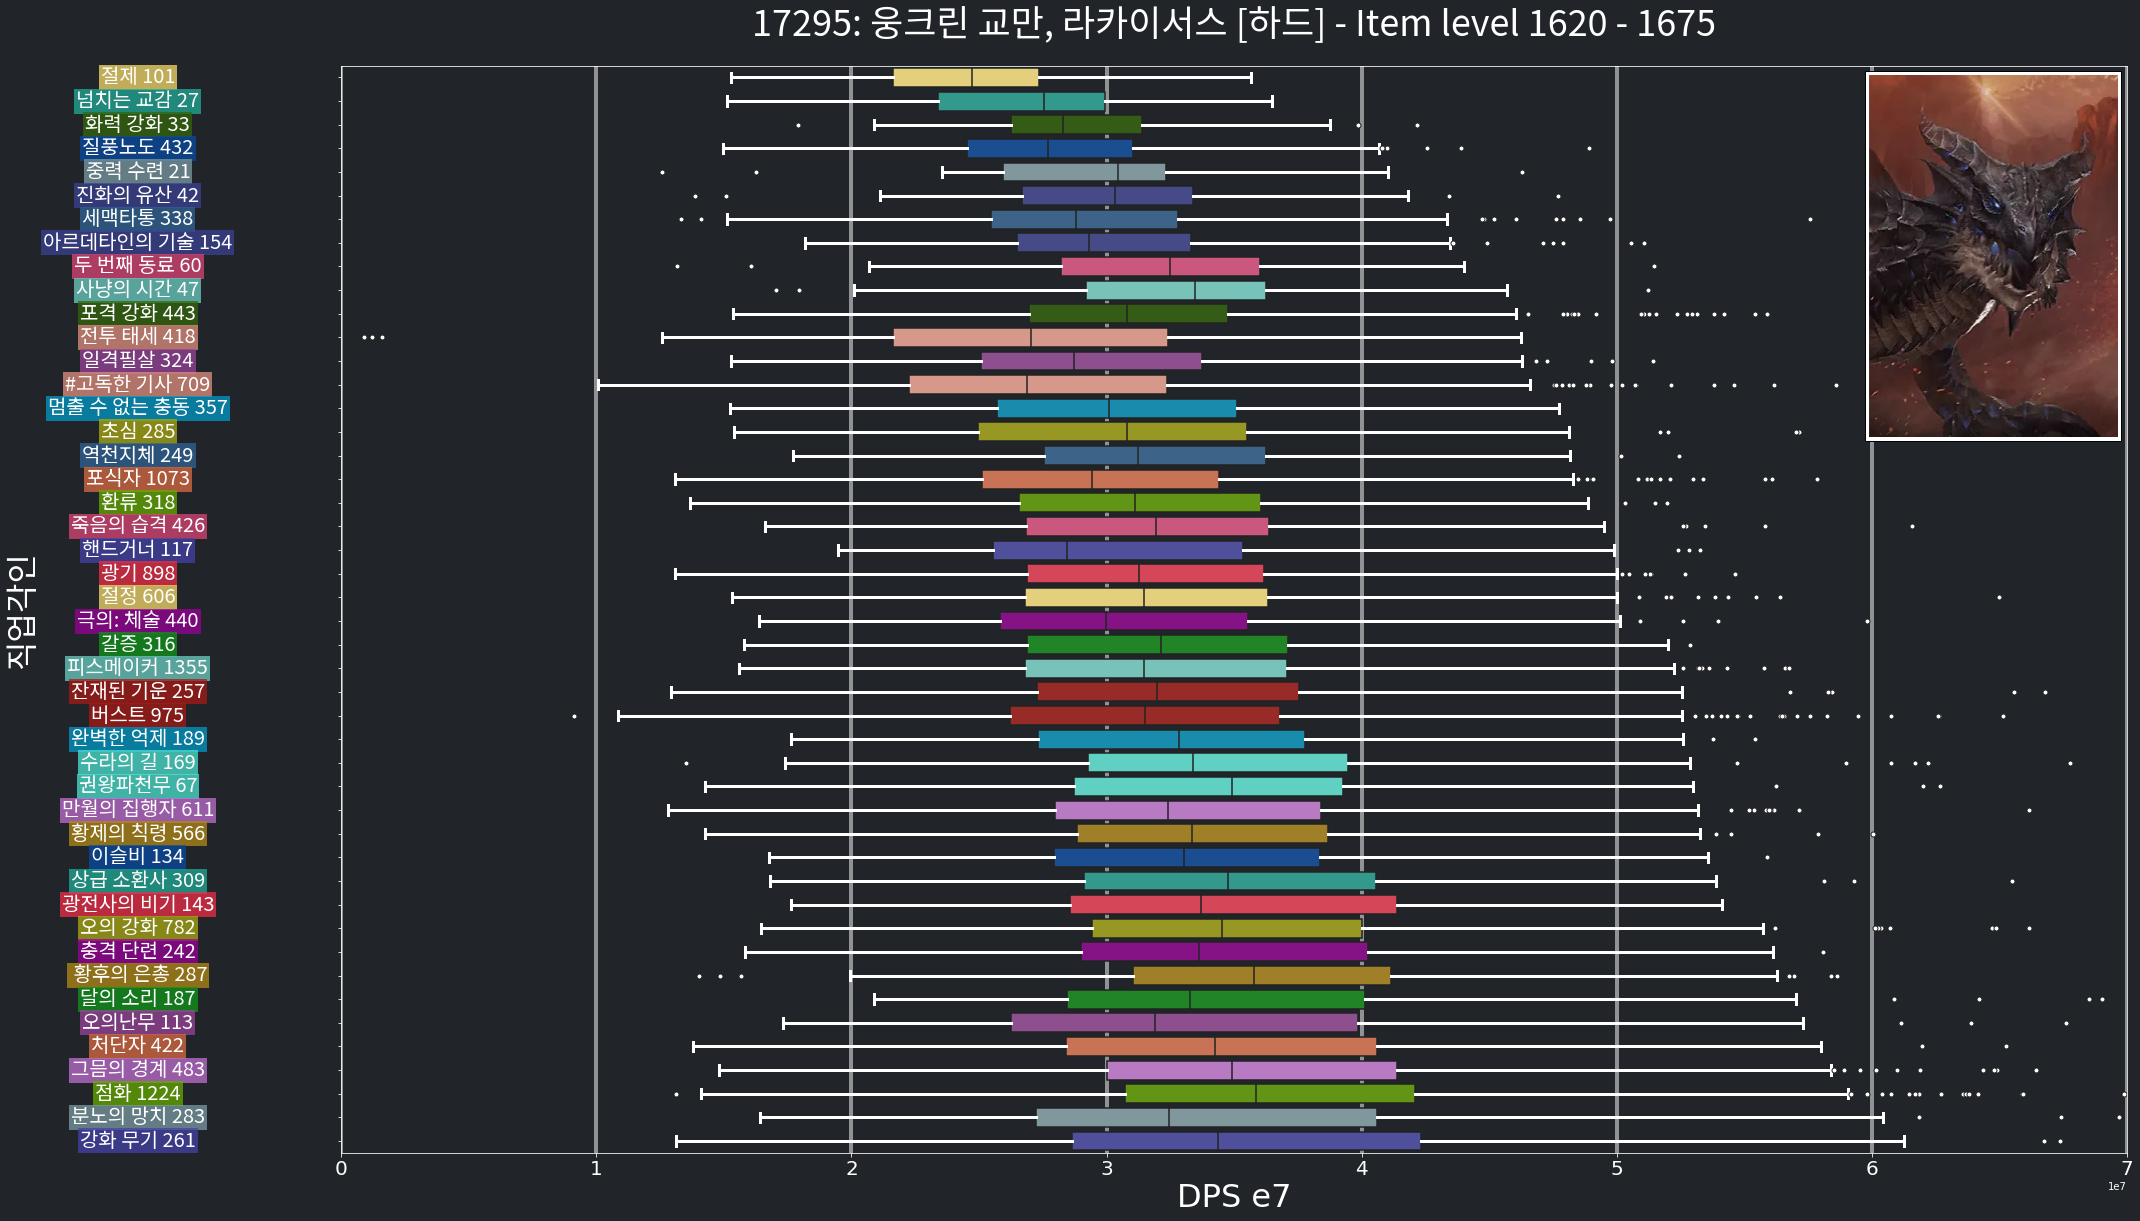 17295: 웅크린 교만, 라카이서스 [하드] - Item level 1620 - 1675
직업각인
절제 101
넘치는 교감 27
화력 강화 33
질풍노도 432
중력 수련 21
진화의 유산 42
세맥타통 338
아르데타인의 기술 154
두 번째 동료 60
사냥의 시간 47
포격 강화 443
전투 태세 418
일격필살 324
#고독한 기사 709
멈출 수 없는 충동 357
초심 285
역천지체 249
포식자 1073
환류 318
죽음의 습격 426
핸드거너 117
광기 898
절정 606
극의: 체술 440
갈증 316
피스메이커 1355
잔재된 기운 257
버스트 975
완벽한 억제 189
수라의 길 169
권왕파천무 67
만월의 집행자 611
황제의 칙령 566
이슬비 134
상급 소환사 309
광전사의 비기 143
오의 강화 782
충격 단련 242
황후의 은총 287
달의 소리 187
오의난무 113
처단자 422
그믐의 경계 483
점화 1224
분노의 망치 283
강화 무기 261
0 1 2 3 4 5 6 7
DPS e7
1e7